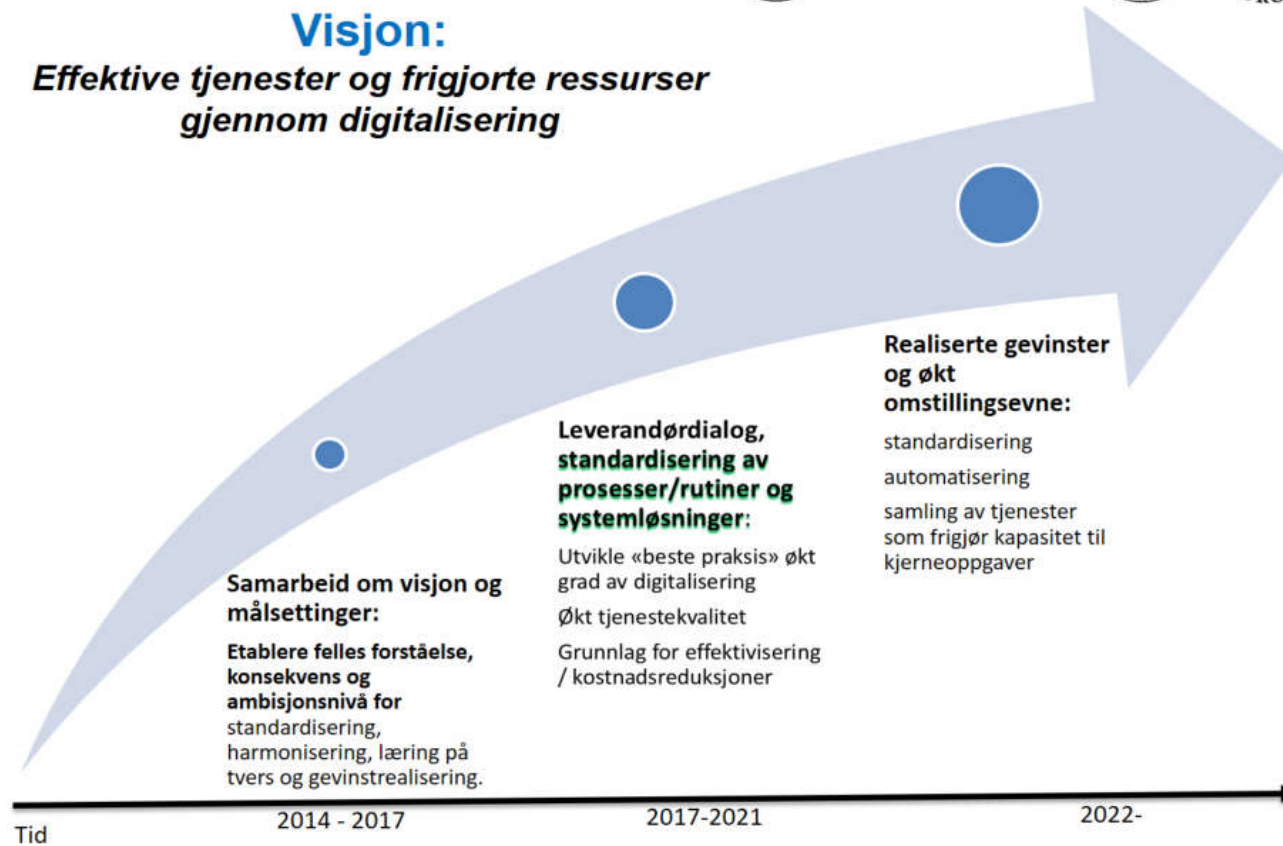 Visjon:
Effektive tjenester og frigjorte ressurser
gjennom digitalisering
Samarbeid om visjon og
målsettinger:
Etablere felles forståelse,
konsekvens og
ambisjonsnivå for
standardisering,
harmonisering, læring på
tvers og gevinstrealisering.
Leverandørdialog,
standardisering av
prosesser/rutiner og
systemløsninger:
Utvikle «beste praksis» økt
grad av digitalisering
Økt tjenestekvalitet
Grunnlag for effektivisering
/ kostnadsreduksjoner
Realiserte gevinster
og økt
omstillingsevne:
standardisering
automatisering
samling av tjenester
som frigjør kapasitet til
kjerneoppgaver
Tid
2014 - 2017
2017-2021
2022-